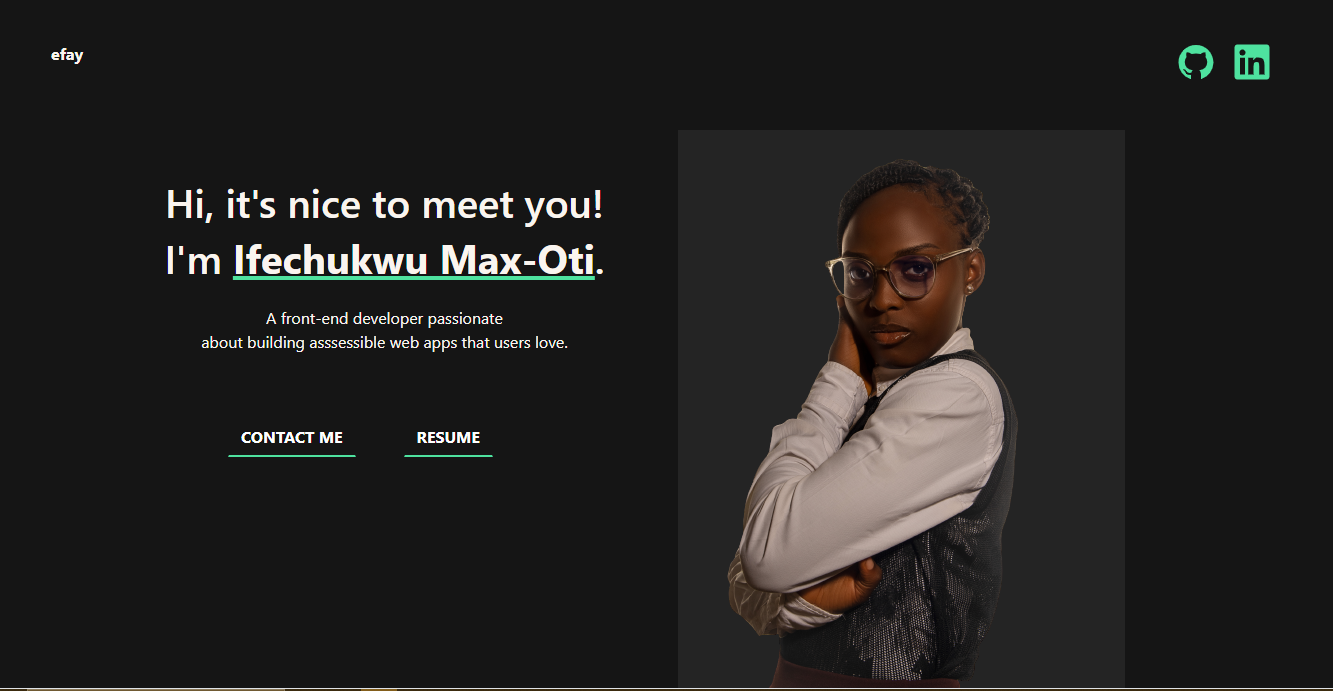 efay
in
Hi, it's nice to meet you!
I'm Ifechukwu Max-Oti.
A front-end developer passionate
about building asssessible web apps that users love.
CONTACT ME
RESUME